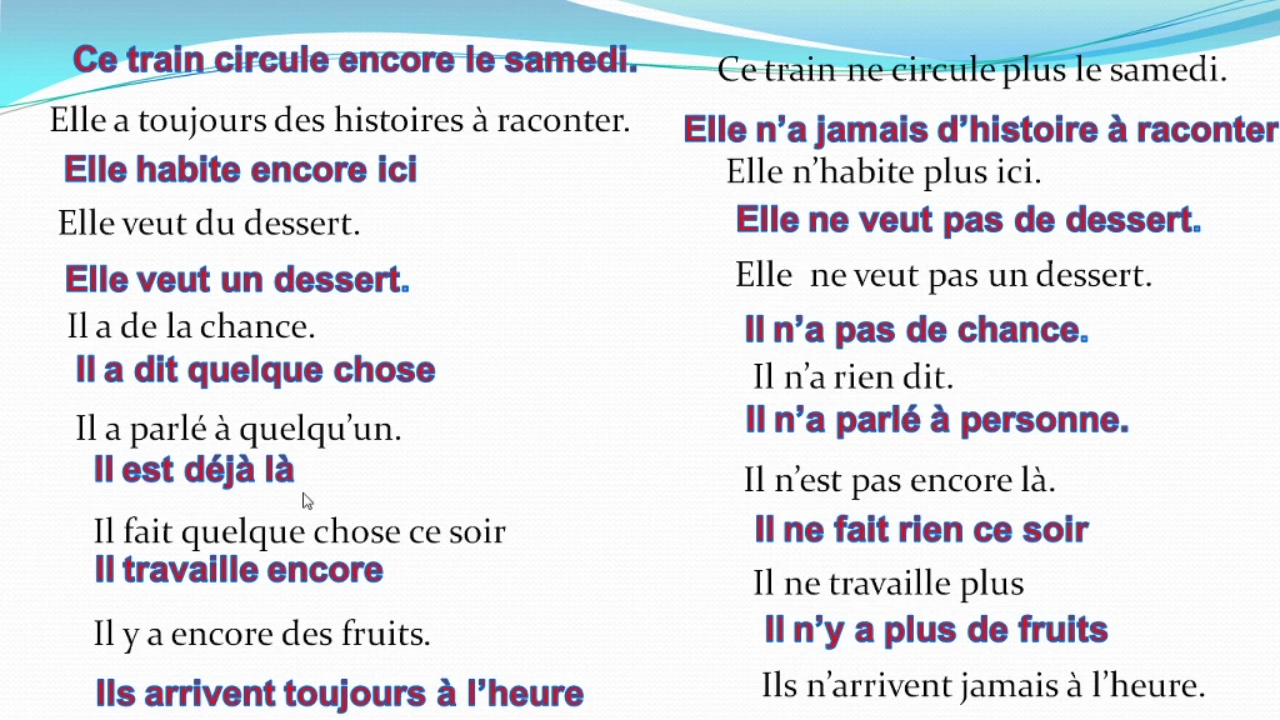 Ce train circule encore le samedi.
Ce train ne circule plus le samedi.
Elle a toujours des histoires à raconter.
Elle n’a jamais d’histoire à raconter
Elle habite encore ici
Elle n’habite plus ici.
Elle veut du dessert.
Elle ne veut pas de dessert.
Elle veut un dessert.
Elle ne veut pas un dessert.
Il a de la chance.
Il n’a pas de chance.
Il a dit quelque chose
Il n’a rien dit.
Il a parlé à quelqu’un.
Il n’a parlé à personne.
Il est déjà là
Il n’est pas encore là.
Il fait quelque chose ce soir
Il ne fait rien ce soir
Il travaille encore
Il ne travaille plus
Il y a encore des fruits.
Il n’y a plus de fruits
Ils arrivent toujours à l’heure
Ils n’arrivent jamais à l’heure.